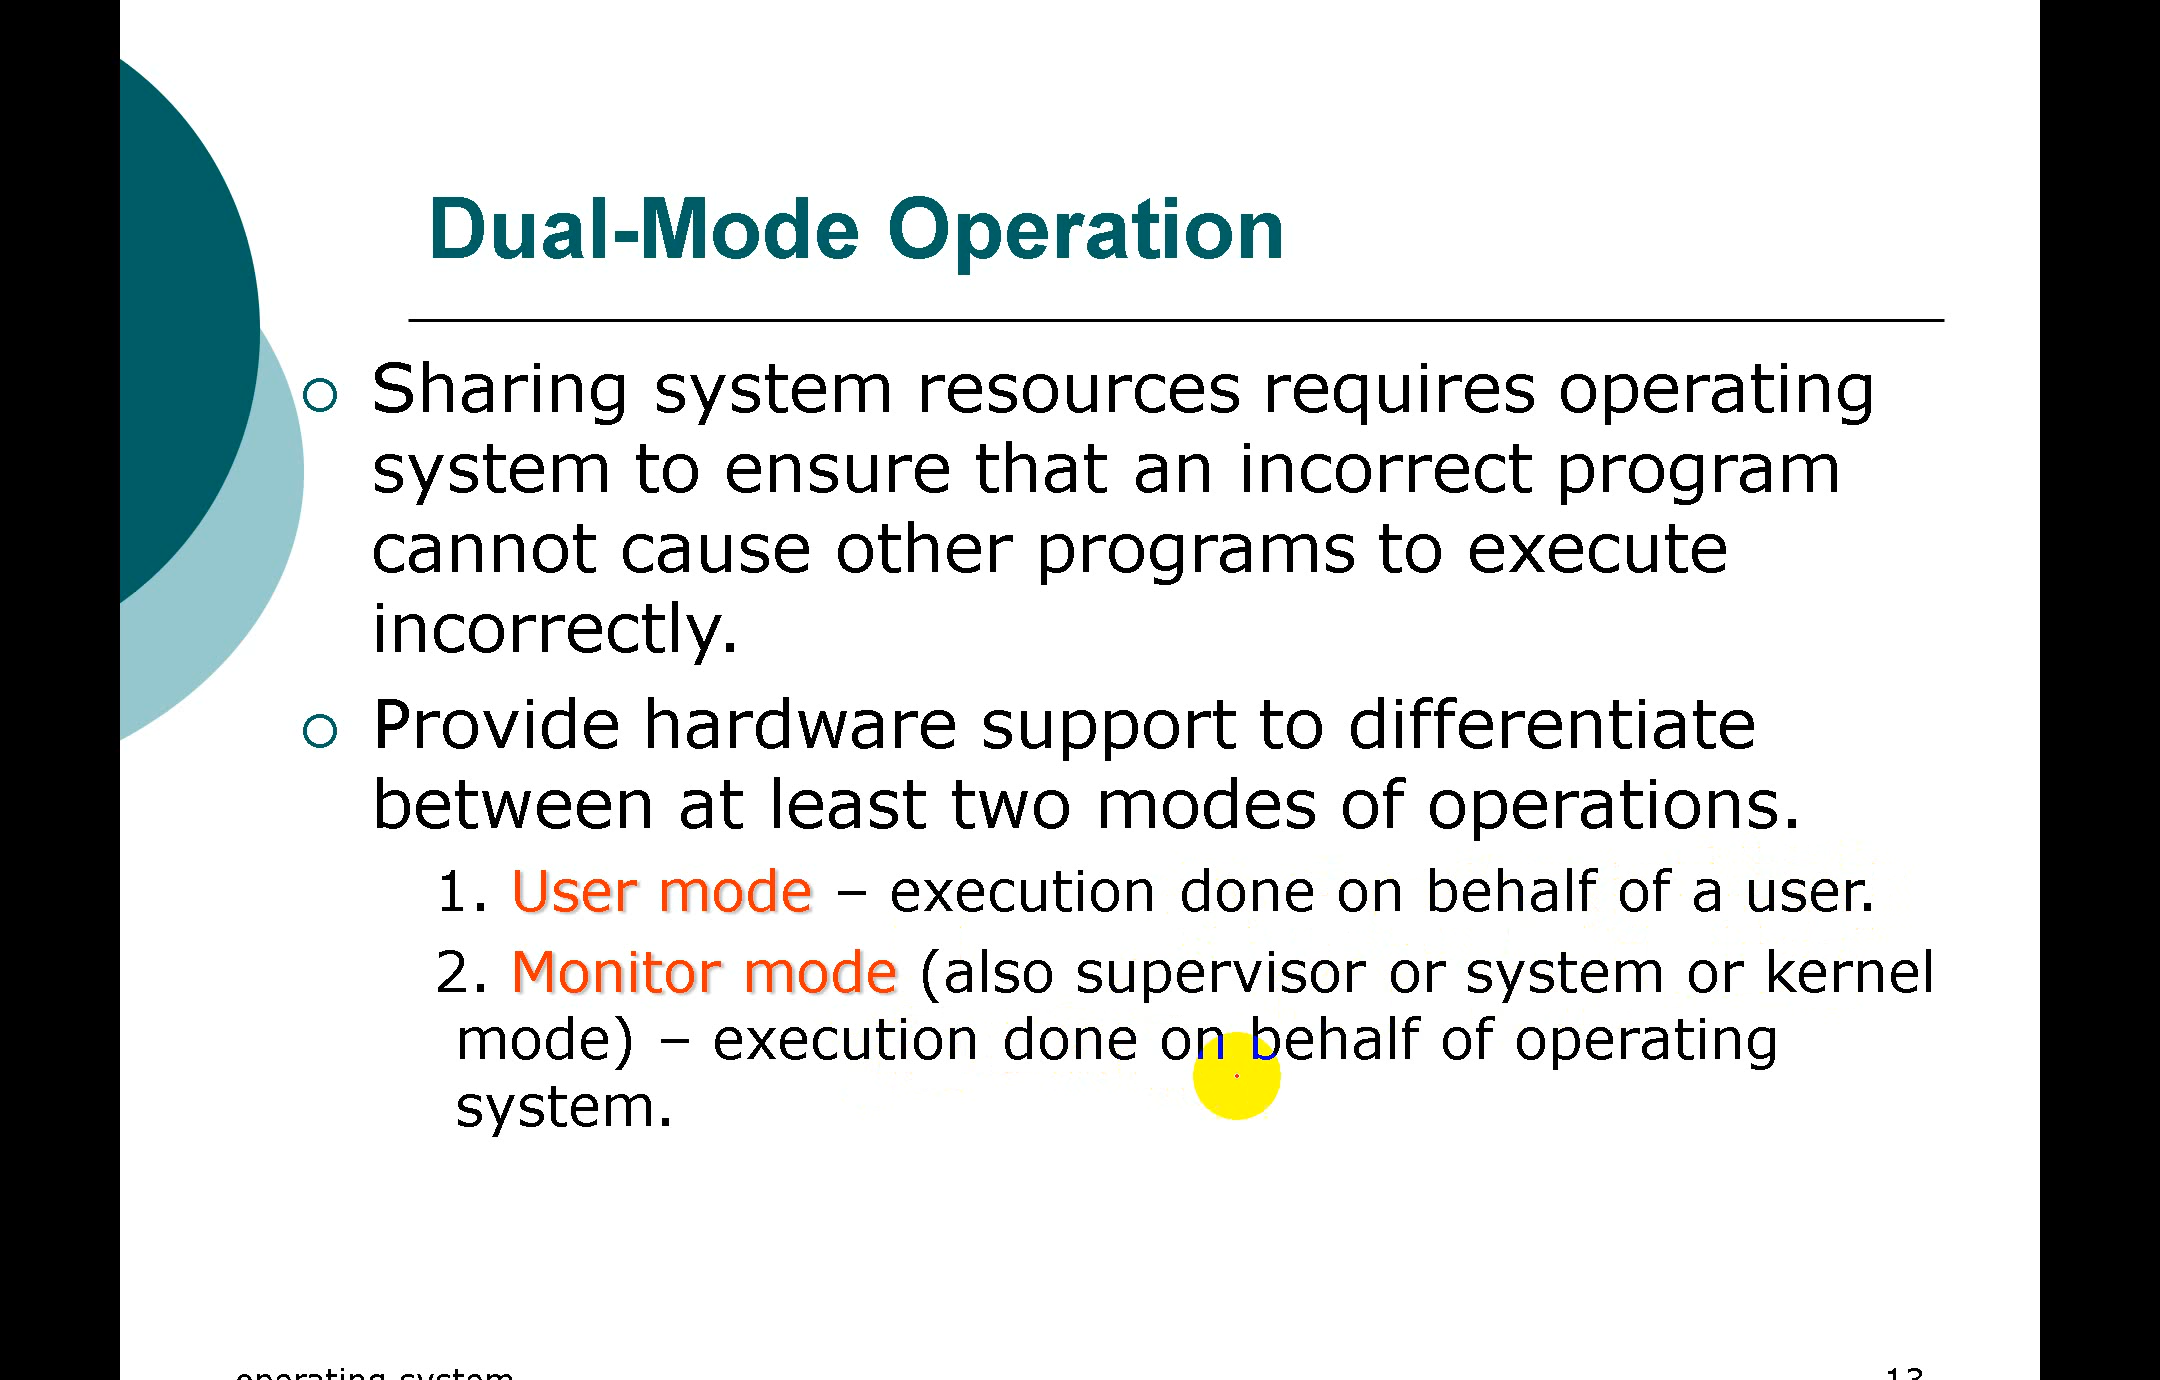 Dual-Mode Operation
Sharing system resources requires operating
system to ensure that an incorrect program
cannot cause other programs to execute
incorrectly.
Provide hardware support to differentiate
between at least two modes of operations.
1. User mode – execution done on behalf of a user.
2. Monitor mode (also supervisor or system or kernel
mode) – execution done on behalf of operating
system.
operating system
13